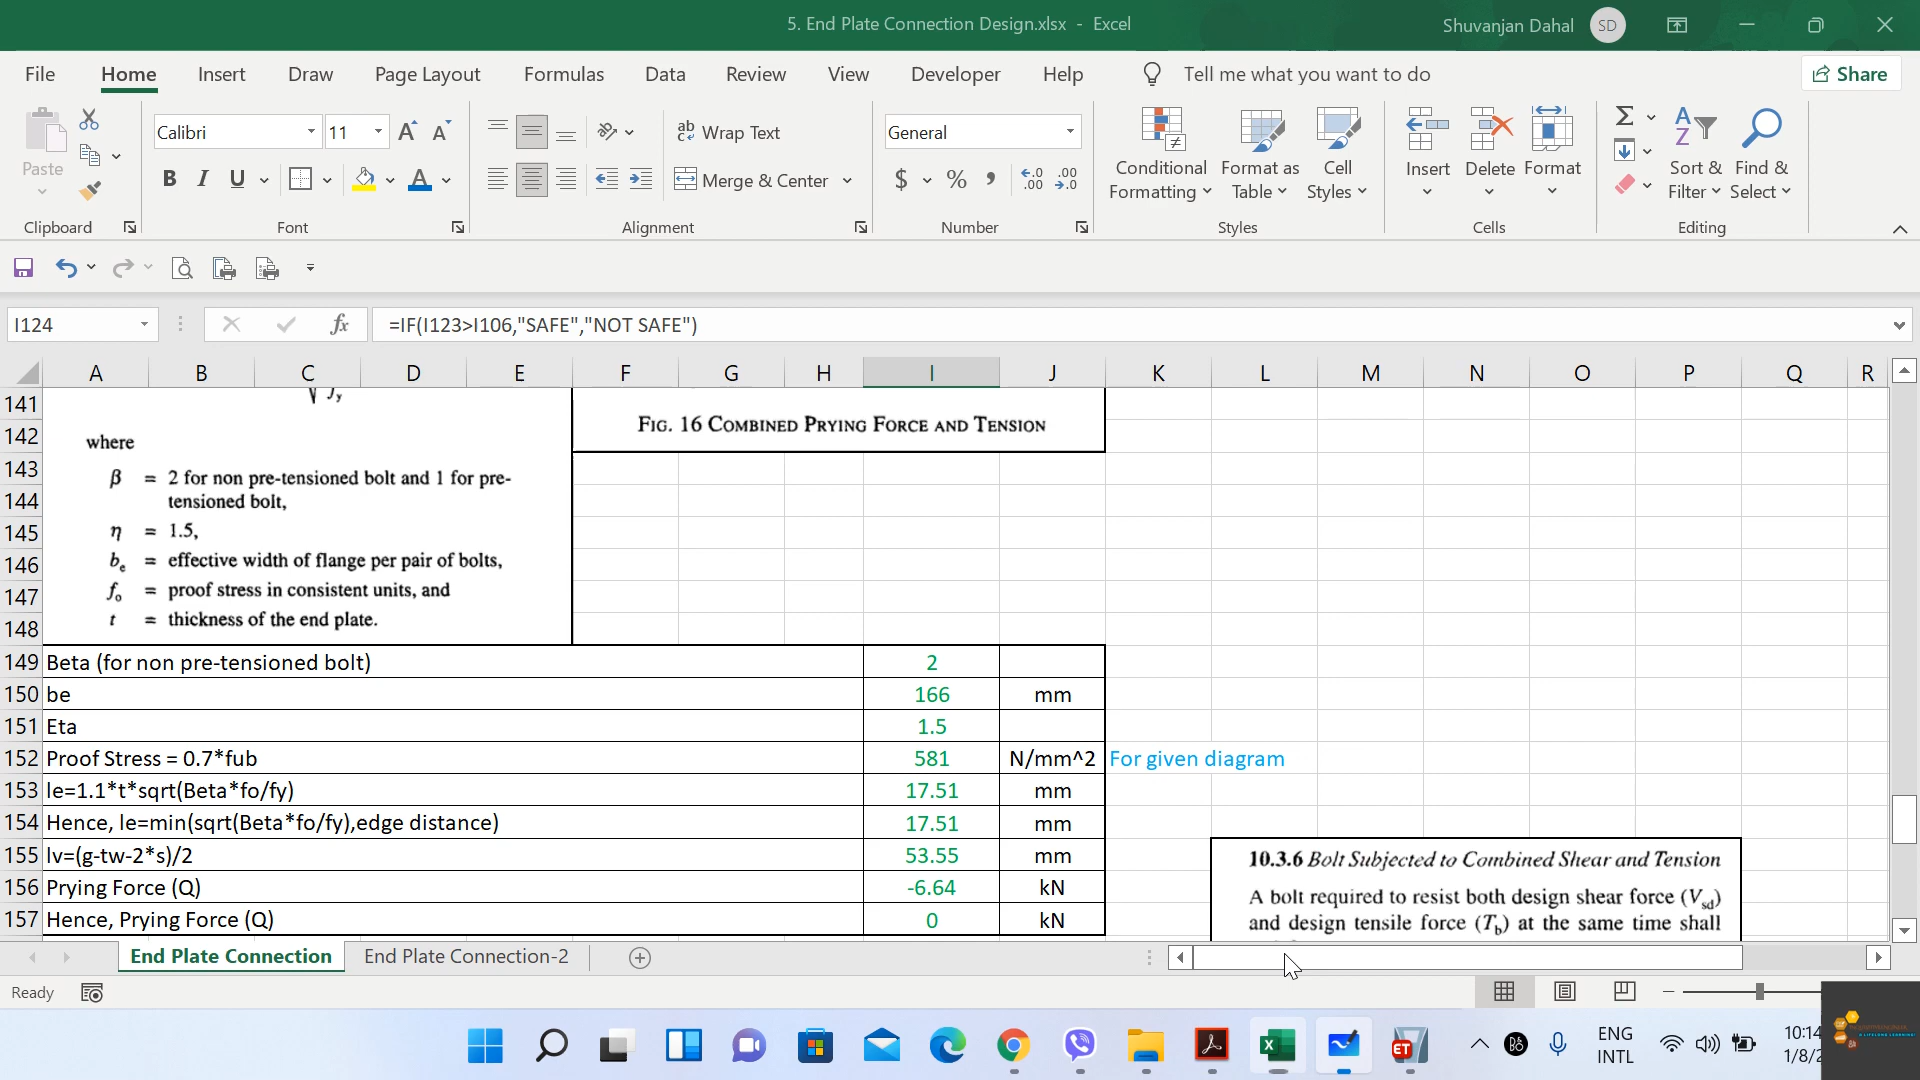 5. End Plate Connection Design.xlsx - Excel
Shuvanjan Dahal SD
File Home Insert Draw Page Layout Formulas Data Review View Developer Help Tell me what you want to do Share
Paste
Clipboard
Calibri 11
B I U
Font
ab Wrap Text
Merge & Center
Alignment
General
$ % 
Number
Conditional Formatting
Format as Table
Cell Styles
Styles
Insert Delete Format
Cells
Sort & Filter
Find & Select
Editing
I124 fx =IF(I123>I106,"SAFE","NOT SAFE")
A B C D E F G H I J K L M N O P Q R
141
142 FIG. 16 COMBINED PRYING FORCE AND TENSION
where
143
β = 2 for non pre-tensioned bolt and 1 for pre-
144 tensioned bolt,
145 η = 1.5,
146 be = effective width of flange per pair of bolts,
147 fo = proof stress in consistent units, and
148 t = thickness of the end plate.
149 Beta (for non pre-tensioned bolt) 2
150 be 166 mm
151 Eta 1.5
152 Proof Stress = 0.7*fub 581 N/mm^2 For given diagram
153 le=1.1*t*sqrt(Beta*fo/fy) 17.51 mm
154 Hence, le=min(sqrt(Beta*fo/fy),edge distance) 17.51 mm
155 lv=(g-tw-2*s)/2 53.55 mm
156 Prying Force (Q) -6.64 kN
157 Hence, Prying Force (Q) 0 kN
10.3.6 Bolt Subjected to Combined Shear and Tension
A bolt required to resist both design shear force (Vsd)
and design tensile force (Tb) at the same time shall
End Plate Connection End Plate Connection-2
Ready
ENG
INTL
10:14
1/8/2